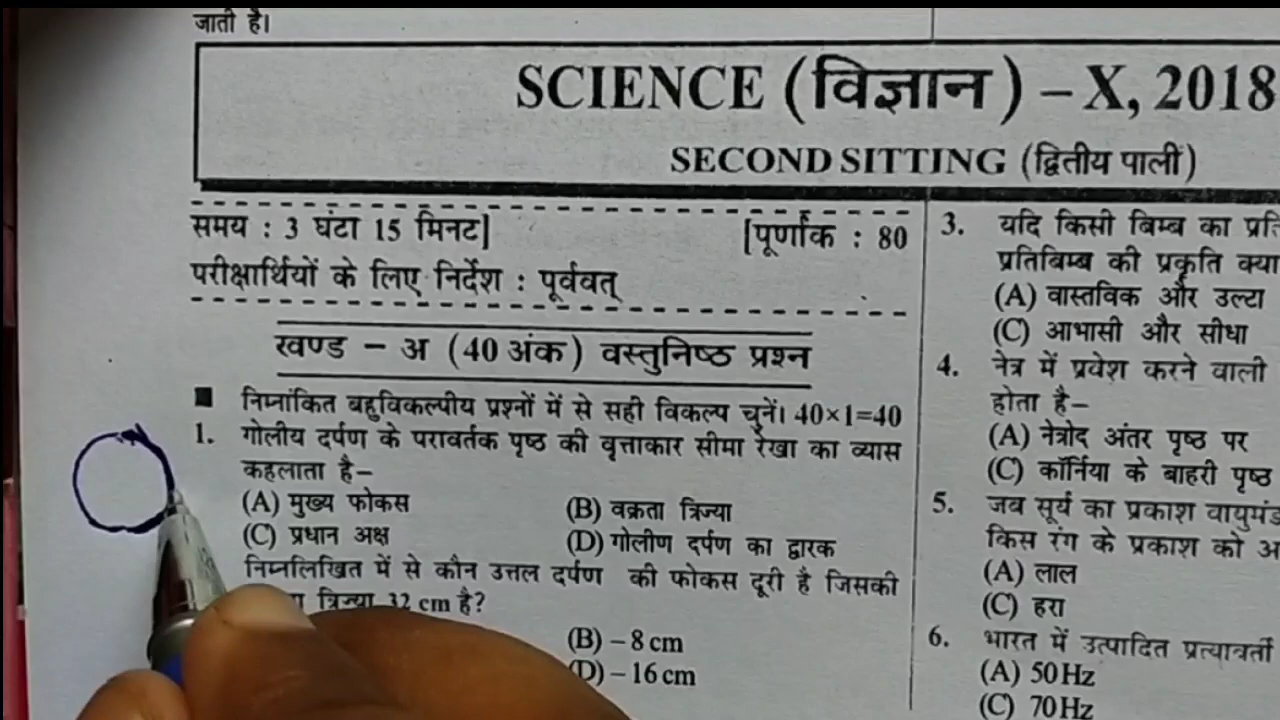 जाती है।
SCIENCE (विज्ञान) – X, 2018
SECOND SITTING (द्वितीय पाली)
समय : 3 घंटा 15 मिनट] [पूर्णांक : 80
परीक्षार्थियों के लिए निर्देश : पूर्ववत्
खण्ड – अ (40 अंक) वस्तुनिष्ठ प्रश्न
■ निम्नांकित बहुविकल्पीय प्रश्नों में से सही विकल्प चुनें। 40×1=40
1. गोलीय दर्पण के परावर्तक पृष्ठ की वृत्ताकार सीमा रेखा का व्यास
कहलाता है–
(A) मुख्य फोकस (B) वक्रता त्रिज्या
(C) प्रधान अक्ष (D) गोलीण दर्पण का द्वारक
निम्नलिखित में से कौन उत्तल दर्पण की फोकस दूरी है जिसकी
त्रिज्या 32 cm है?
(B) – 8 cm
(D) – 16 cm
3. यदि किसी बिम्ब का
प्रतिबिम्ब की प्रकृति क्या
(A) वास्तविक और उल्टा
(C) आभासी और सीधा
4. नेत्र में प्रवेश करने वाली
होता है–
(A) नेत्रोद अंतर पृष्ठ पर
(C) कॉर्निया के बाहरी पृष्ठ
5. जब सूर्य का प्रकाश
किस रंग के प्रकाश को
(A) लाल
(C) हरा
6. भारत में उत्पादित प्रत्यावर्ती
(A) 50 Hz
(C) 70 Hz